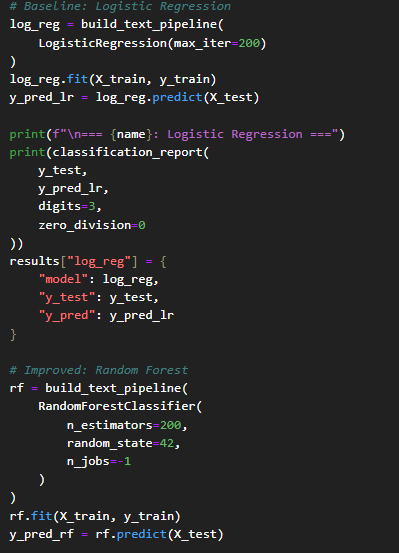 # Baseline: Logistic Regression
log_reg = build_text_pipeline(
    LogisticRegression(max_iter=200)
)
log_reg.fit(X_train, y_train)
y_pred_lr = log_reg.predict(X_test)

print(f"\n=== {name}: Logistic Regression ===")
print(classification_report(
    y_test,
    y_pred_lr,
    digits=3,
    zero_division=0
))
results["log_reg"] = {
    "model": log_reg,
    "y_test": y_test,
    "y_pred": y_pred_lr
}

# Improved: Random Forest
rf = build_text_pipeline(
    RandomForestClassifier(
        n_estimators=200,
        random_state=42,
        n_jobs=-1
    )
)
rf.fit(X_train, y_train)
y_pred_rf = rf.predict(X_test)